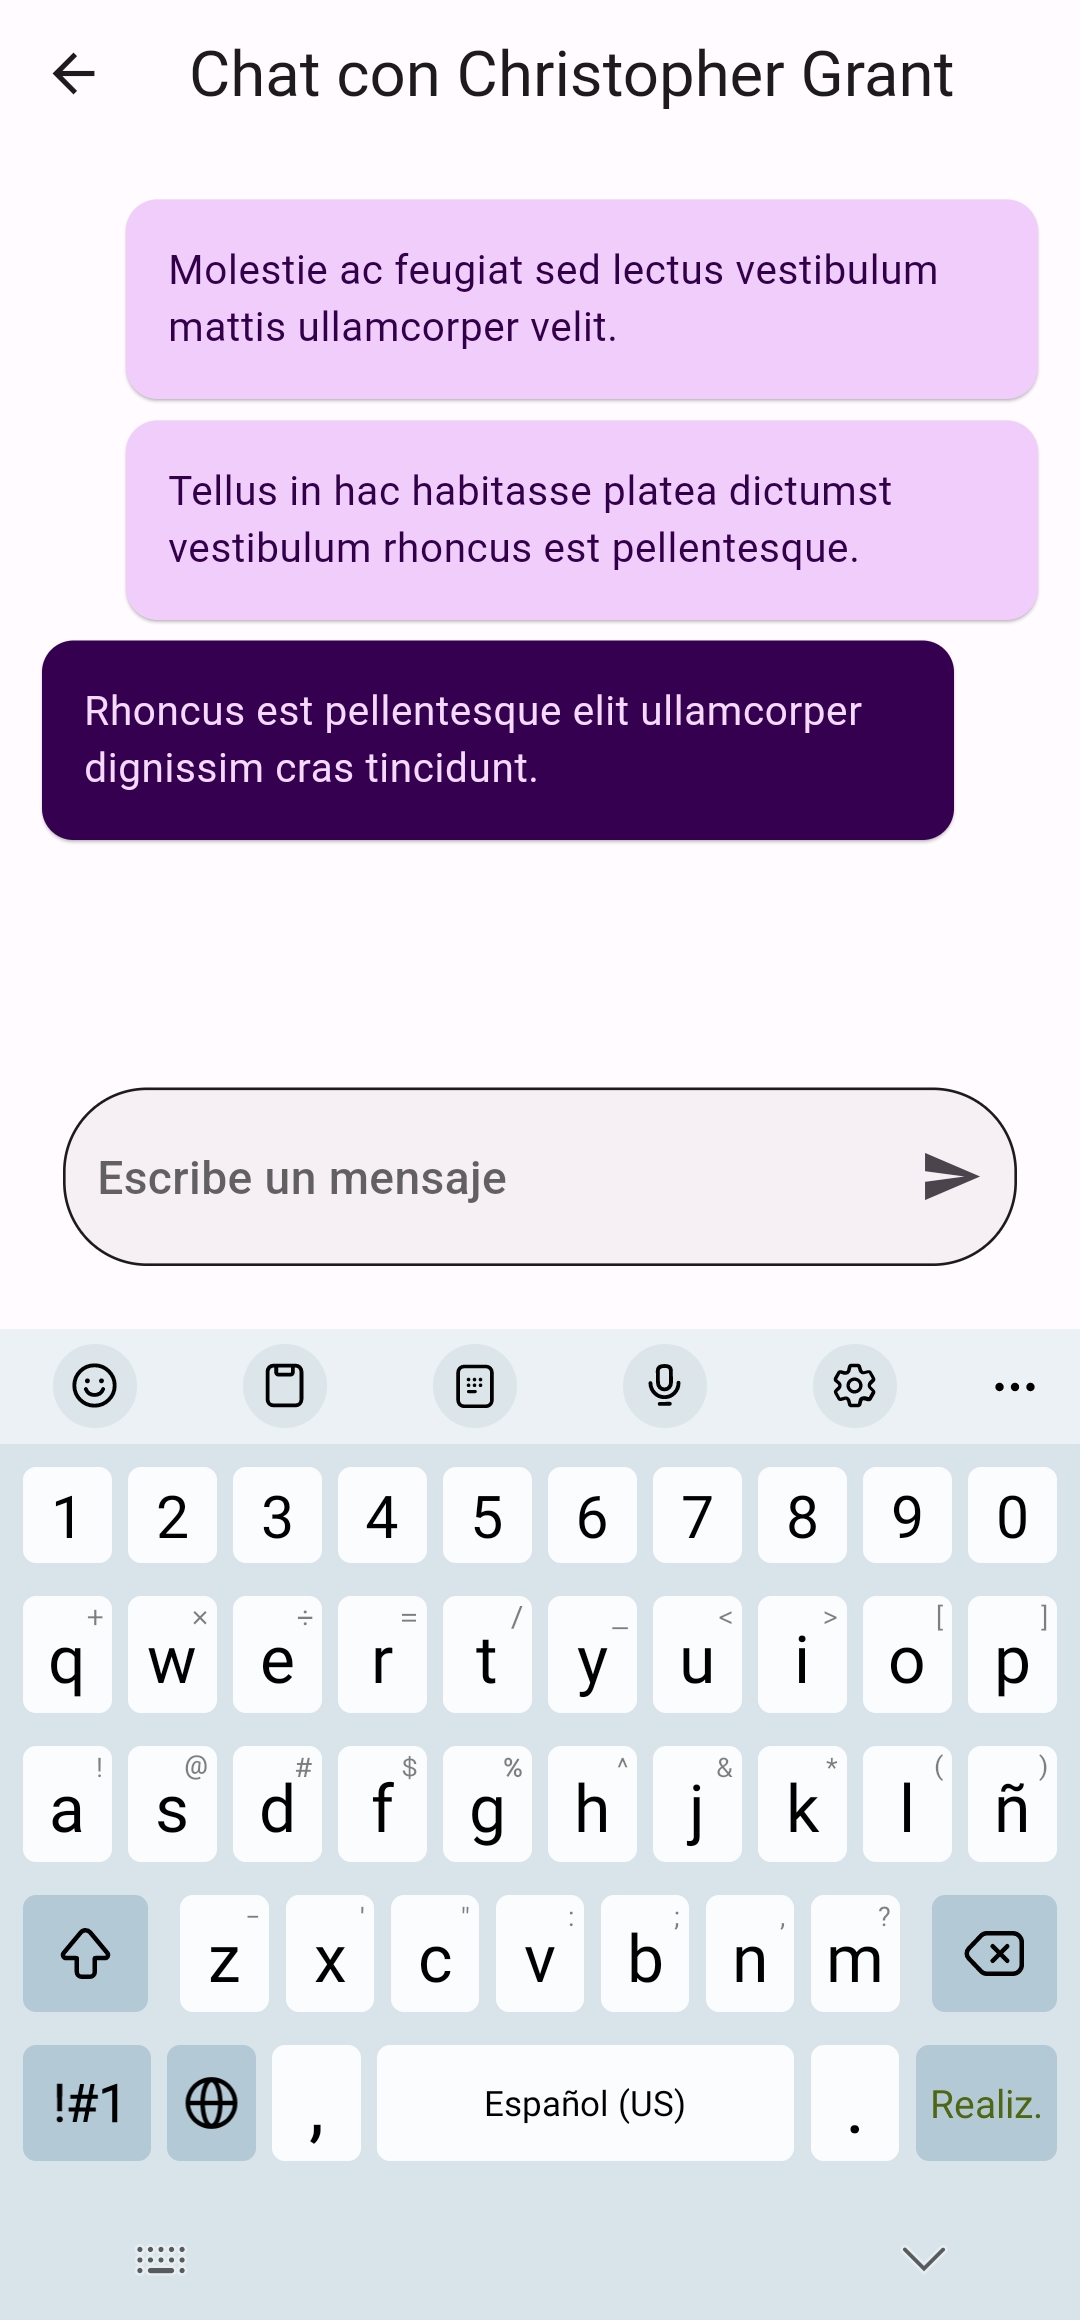 Chat con Christopher Grant
Molestie ac feugiat sed lectus vestibulum
mattis ullamcorper velit.
Tellus in hac habitasse platea dictumst
vestibulum rhoncus est pellentesque.
Rhoncus est pellentesque elit ullamcorper
dignissim cras tincidunt.
Escribe un mensaje
1 2 3 4 5 6 7 8 9 0
+ × ÷ = / _ < > [ ]
q w e r t y u i o p
! @ # $ % ^ & * ( )
a s d f g h j k l ñ
- ' " : ; , ?
z x c v b n m
!#1 , Español (US) . Realiz.